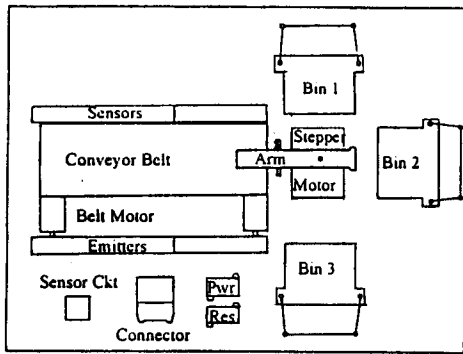 Bin 1
Sensors
Stepper
Conveyor Belt
Arm
Bin 2
Motor
Belt Motor
Emitters
Bin 3
Sensor Ckt
Pwr
Res
Connector